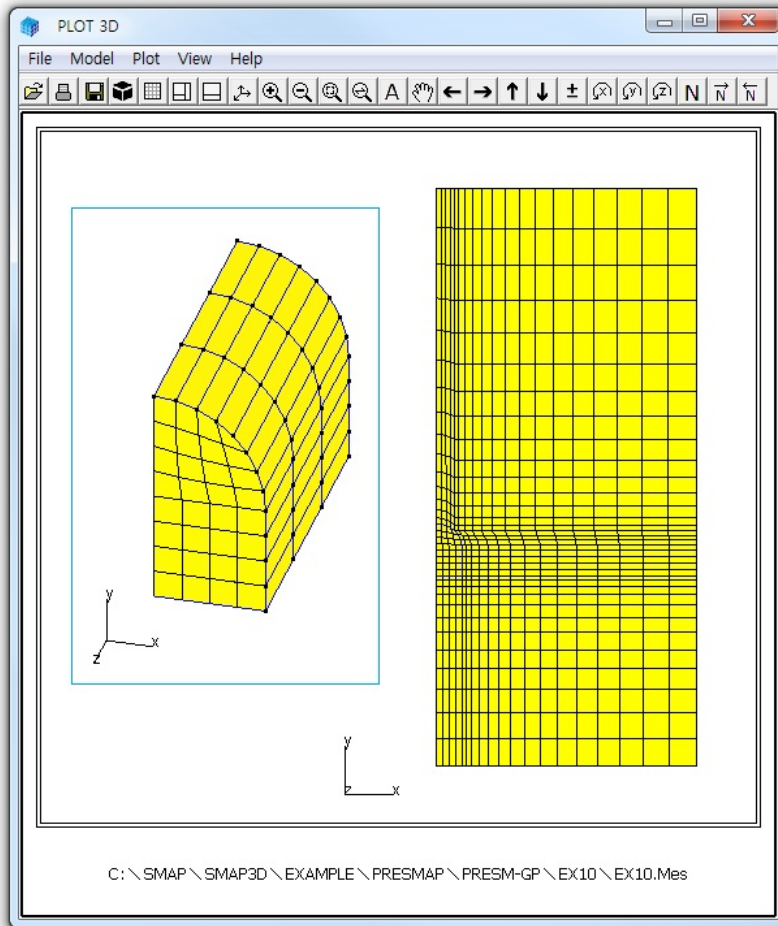 PLOT 3D
File Model Plot View Help
A ± x y z N N N
y
x
z
y
z x
C:\SMAP\SMAP3D\EXAMPLE\PRESMAP\PRESM-GP\EX10\EX10.Mes